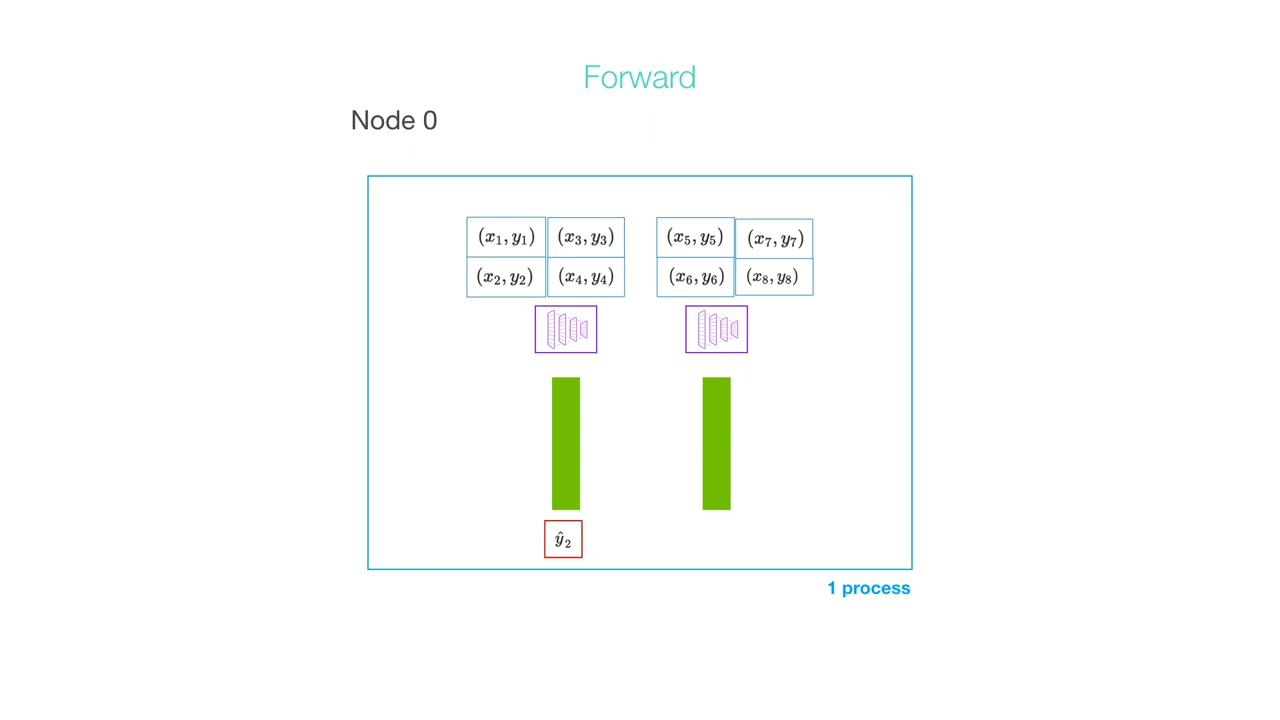 Forward
Node 0
(x₁, y₁) (x₃, y₃) (x₅, y₅) (x₇, y₇)
(x₂, y₂) (x₄, y₄) (x₆, y₆) (x₈, y₈)
ŷ₂
1 process